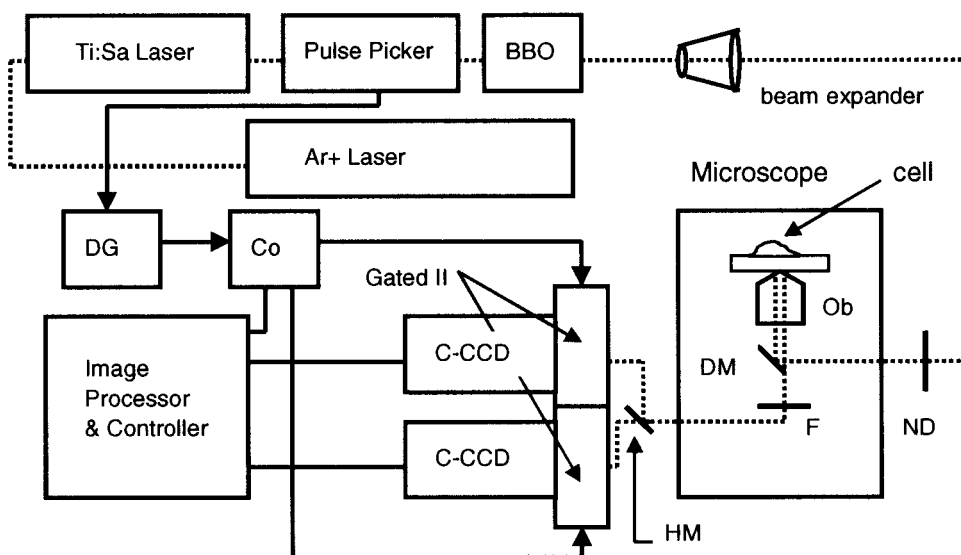 Ti:Sa Laser
Pulse Picker
BBO
beam expander
Ar+ Laser
Microscope
cell
DG
Co
Gated II
Ob
C-CCD
Image
Processor
& Controller
DM
F
ND
C-CCD
HM